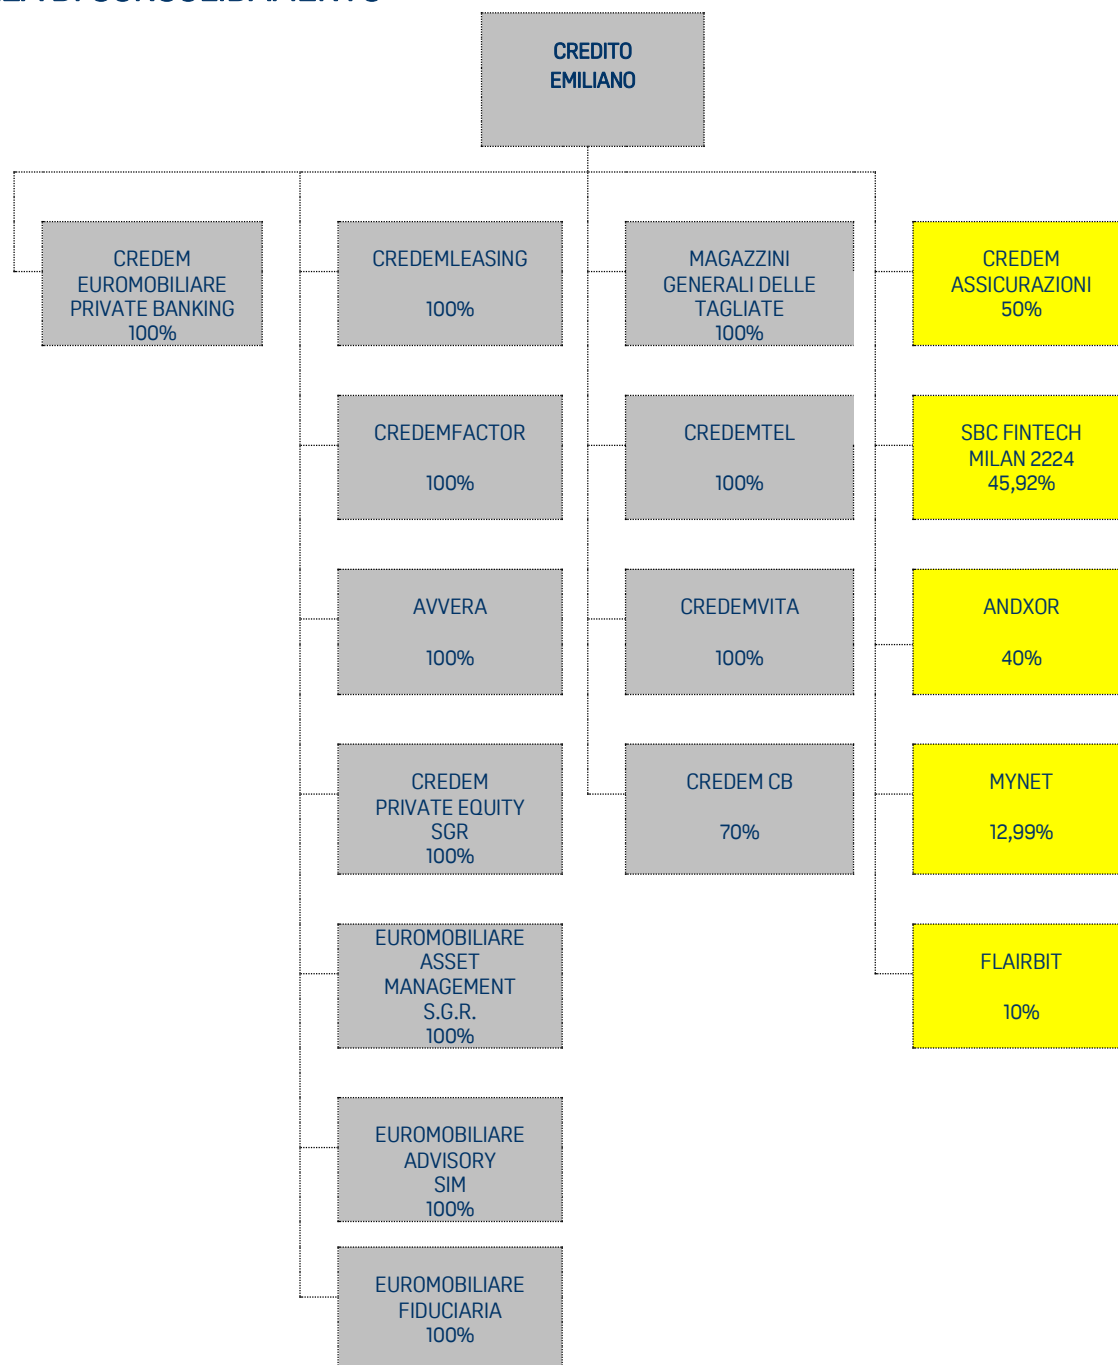 CREDITO
EMILIANO
CREDEM
EUROMOBILIARE
PRIVATE BANKING
100%
CREDEMLEASING
100%
MAGAZZINI
GENERALI DELLE
TAGLIATE
100%
CREDEM
ASSICURAZIONI
50%
CREDEMFACTOR
100%
CREDEMTEL
100%
SBC FINTECH
MILAN 2224
45,92%
AVVERA
100%
CREDEMVITA
100%
ANDXOR
40%
CREDEM
PRIVATE EQUITY
SGR
100%
CREDEM CB
70%
MYNET
12,99%
EUROMOBILIARE
ASSET
MANAGEMENT
S.G.R.
100%
FLAIRBIT
10%
EUROMOBILIARE
ADVISORY
SIM
100%
EUROMOBILIARE
FIDUCIARIA
100%